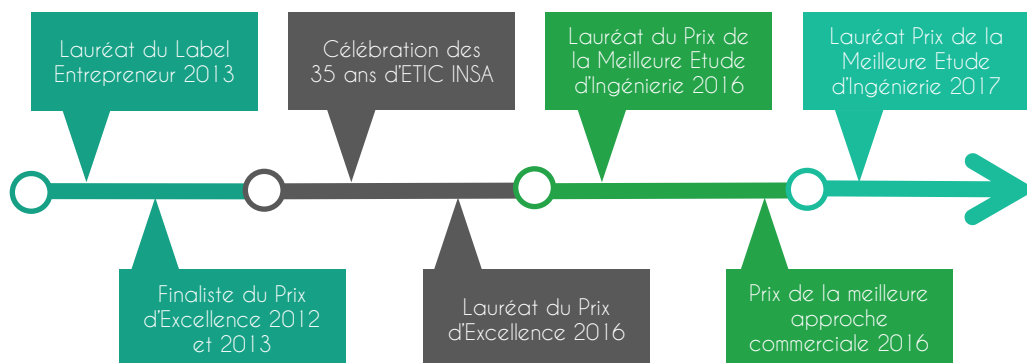 Lauréat du Label
Entrepreneur 2013
Célébration des
35 ans d'ETIC INSA
Lauréat du Prix de
la Meilleure Etude
d'Ingénierie 2016
Lauréat Prix de la
Meilleure Etude
d'Ingénierie 2017
Finaliste du Prix
d'Excellence 2012
et 2013
Lauréat du Prix
d'Excellence 2016
Prix de la meilleure
approche
commerciale 2016